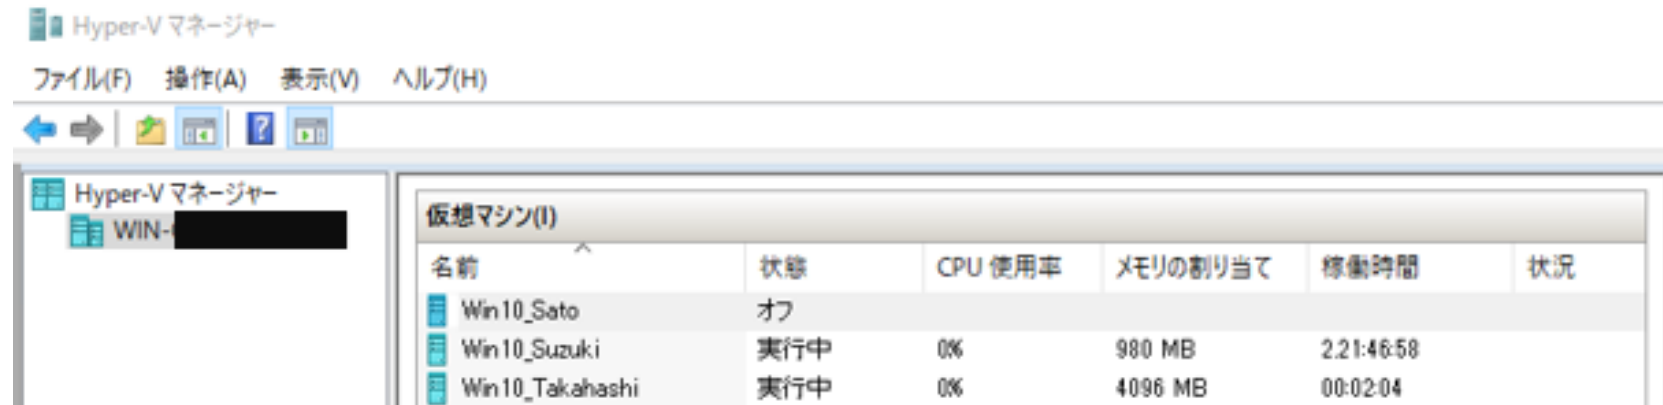 Hyper-V マネージャー
ファイル(F) 操作(A) 表示(V) ヘルプ(H)
Hyper-V マネージャー
WIN-
仮想マシン(I)
名前 状態 CPU 使用率 メモリの割り当て 稼働時間 状況
Win10_Sato オフ
Win10_Suzuki 実行中 0% 980 MB 2.21:46:58
Win10_Takahashi 実行中 0% 4096 MB 00:02:04